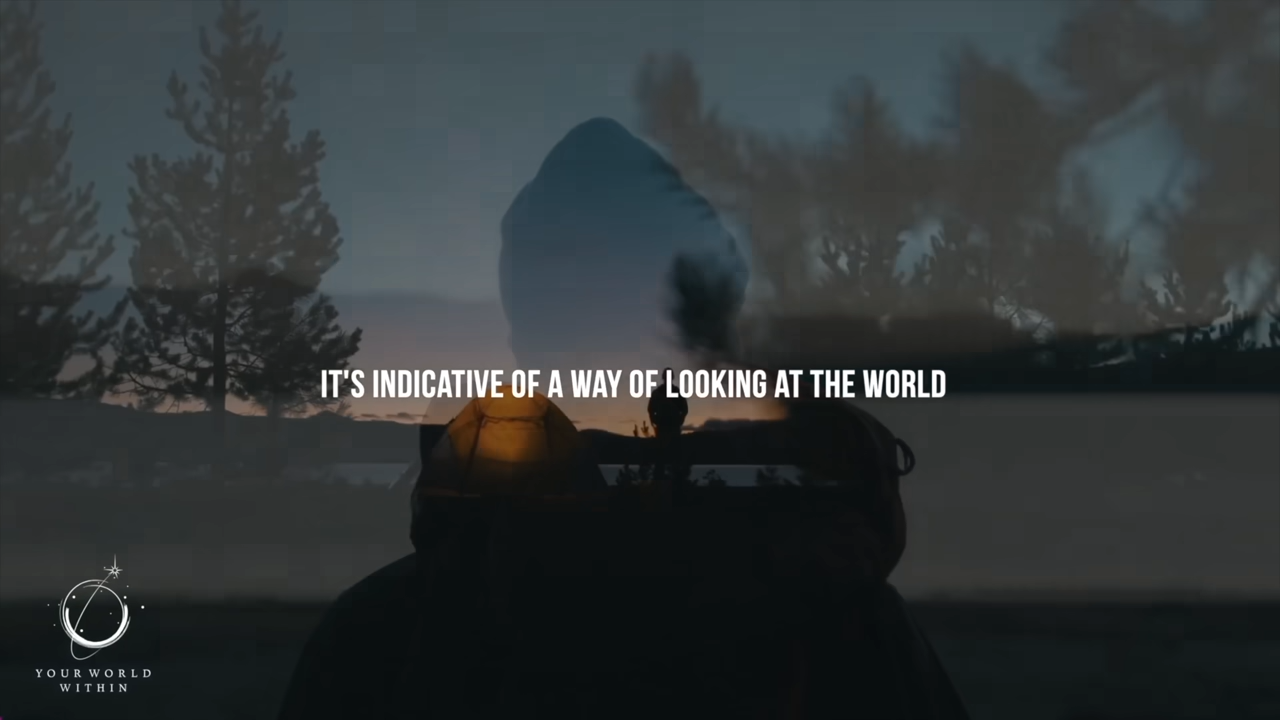 IT'S INDICATIVE OF A WAY OF LOOKING AT THE WORLD
YOUR WORLD
WITHIN